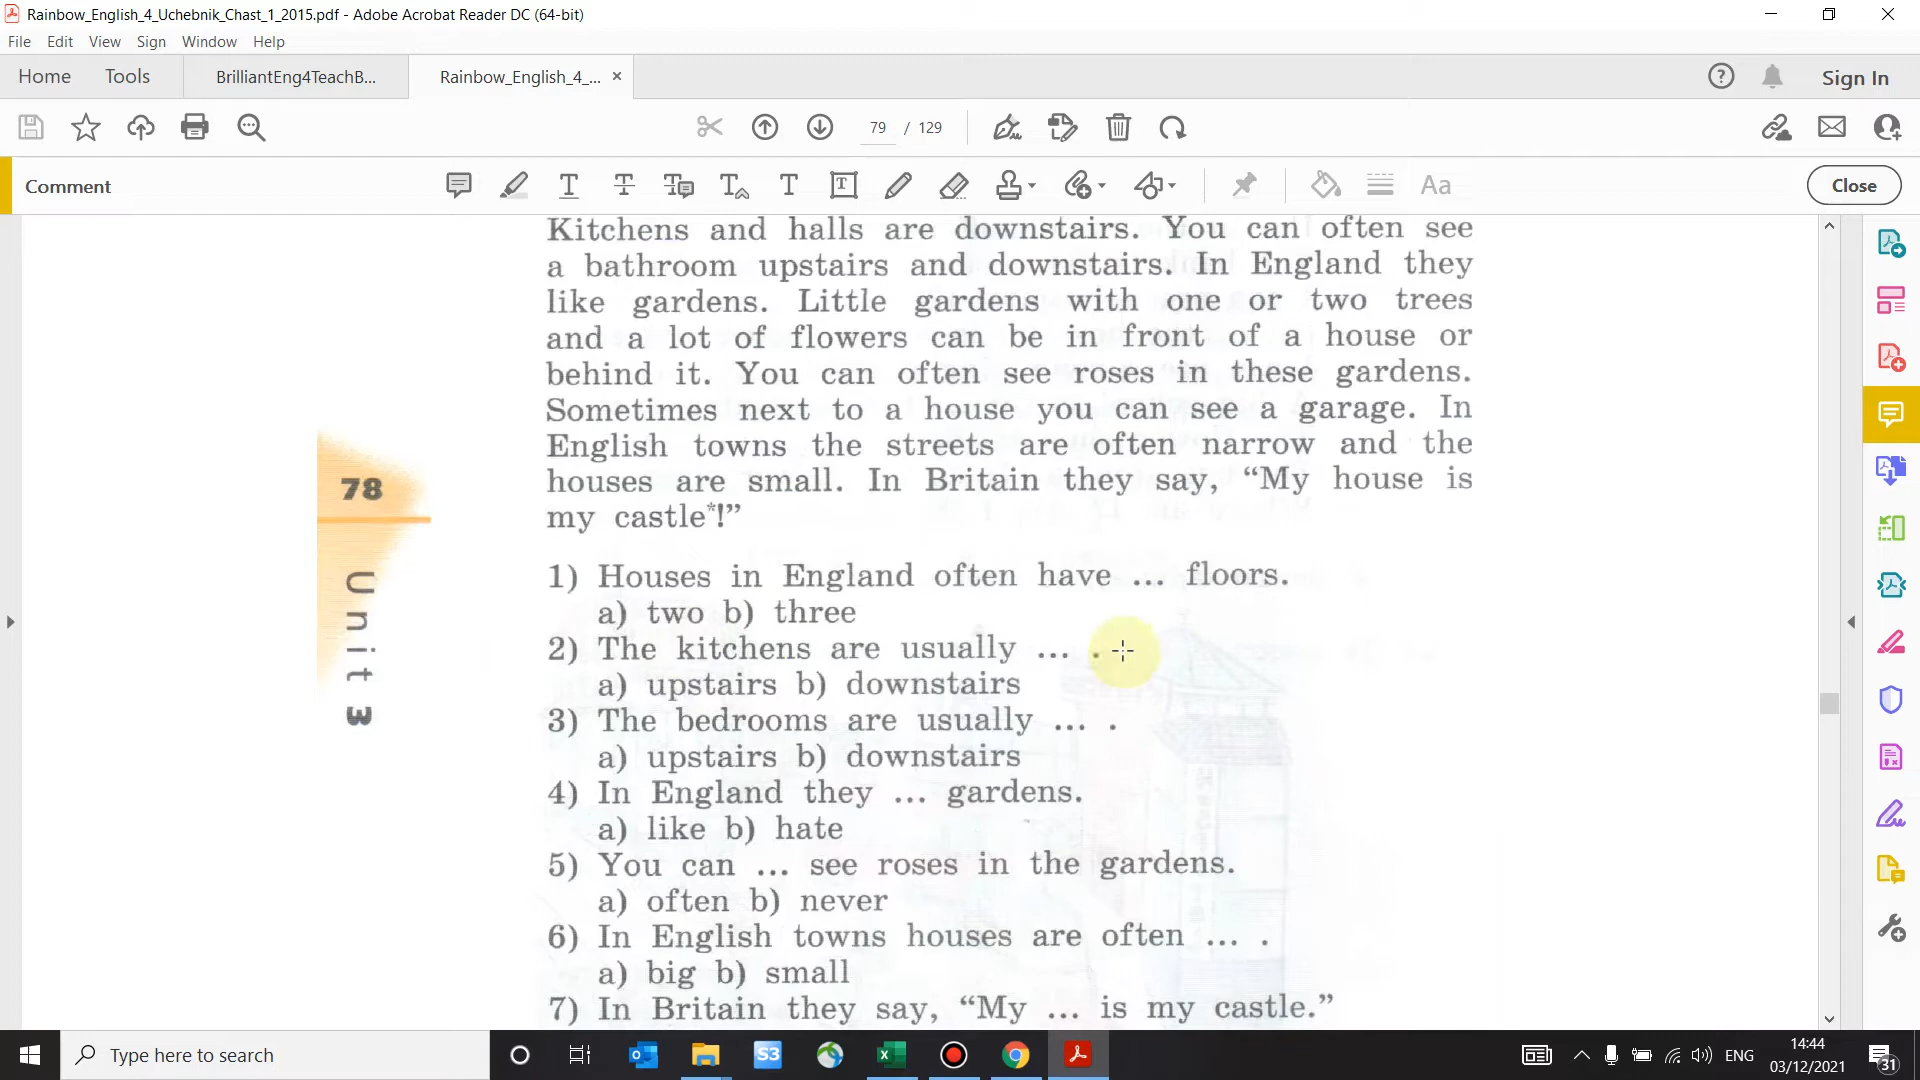 Rainbow_English_4_Uchebnik_Chast_1_2015.pdf - Adobe Acrobat Reader DC (64-bit)
File Edit View Sign Window Help
Home Tools BrilliantEng4TeachB... Rainbow_English_4_... Sign In
79 / 129
Comment Aa Close
Kitchens and halls are downstairs. You can often see
a bathroom upstairs and downstairs. In England they
like gardens. Little gardens with one or two trees
and a lot of flowers can be in front of a house or
behind it. You can often see roses in these gardens.
Sometimes next to a house you can see a garage. In
English towns the streets are often narrow and the
houses are small. In Britain they say, “My house is
my castle*!”
78
Unit 3
1) Houses in England often have ... floors.
a) two b) three
2) The kitchens are usually ... .
a) upstairs b) downstairs
3) The bedrooms are usually ... .
a) upstairs b) downstairs
4) In England they ... gardens.
a) like b) hate
5) You can ... see roses in the gardens.
a) often b) never
6) In English towns houses are often ... .
a) big b) small
7) In Britain they say, “My ... is my castle.”
Type here to search
S3
ENG
14:44
03/12/2021
31